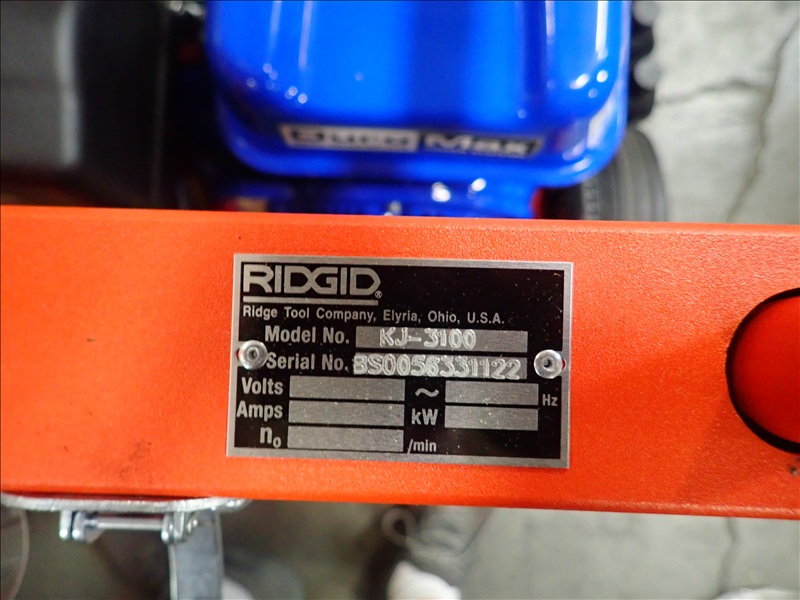 DuroMax
RIDGID®
Ridge Tool Company, Elyria, Ohio, U.S.A.
Model No. KJ-3100
Serial No. BS0056331122
Volts ~ Hz
Amps kW
n₀ /min